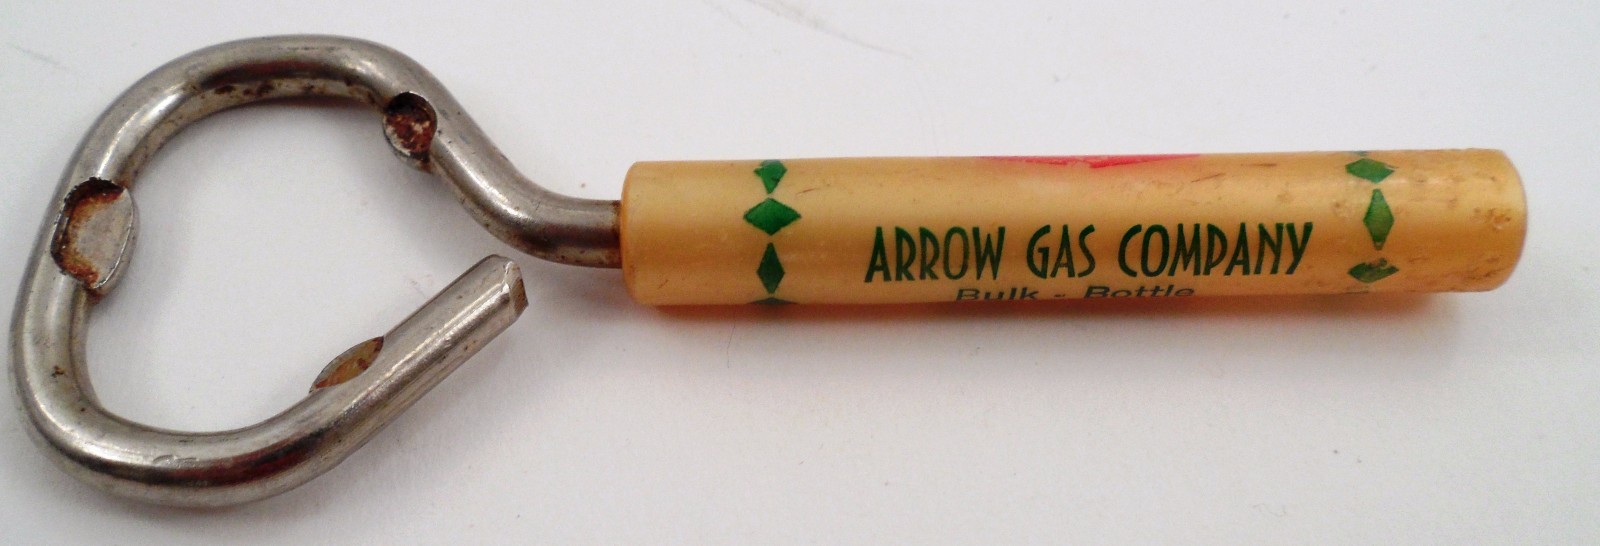 ARROW GAS COMPANY
Bulk - Bottle